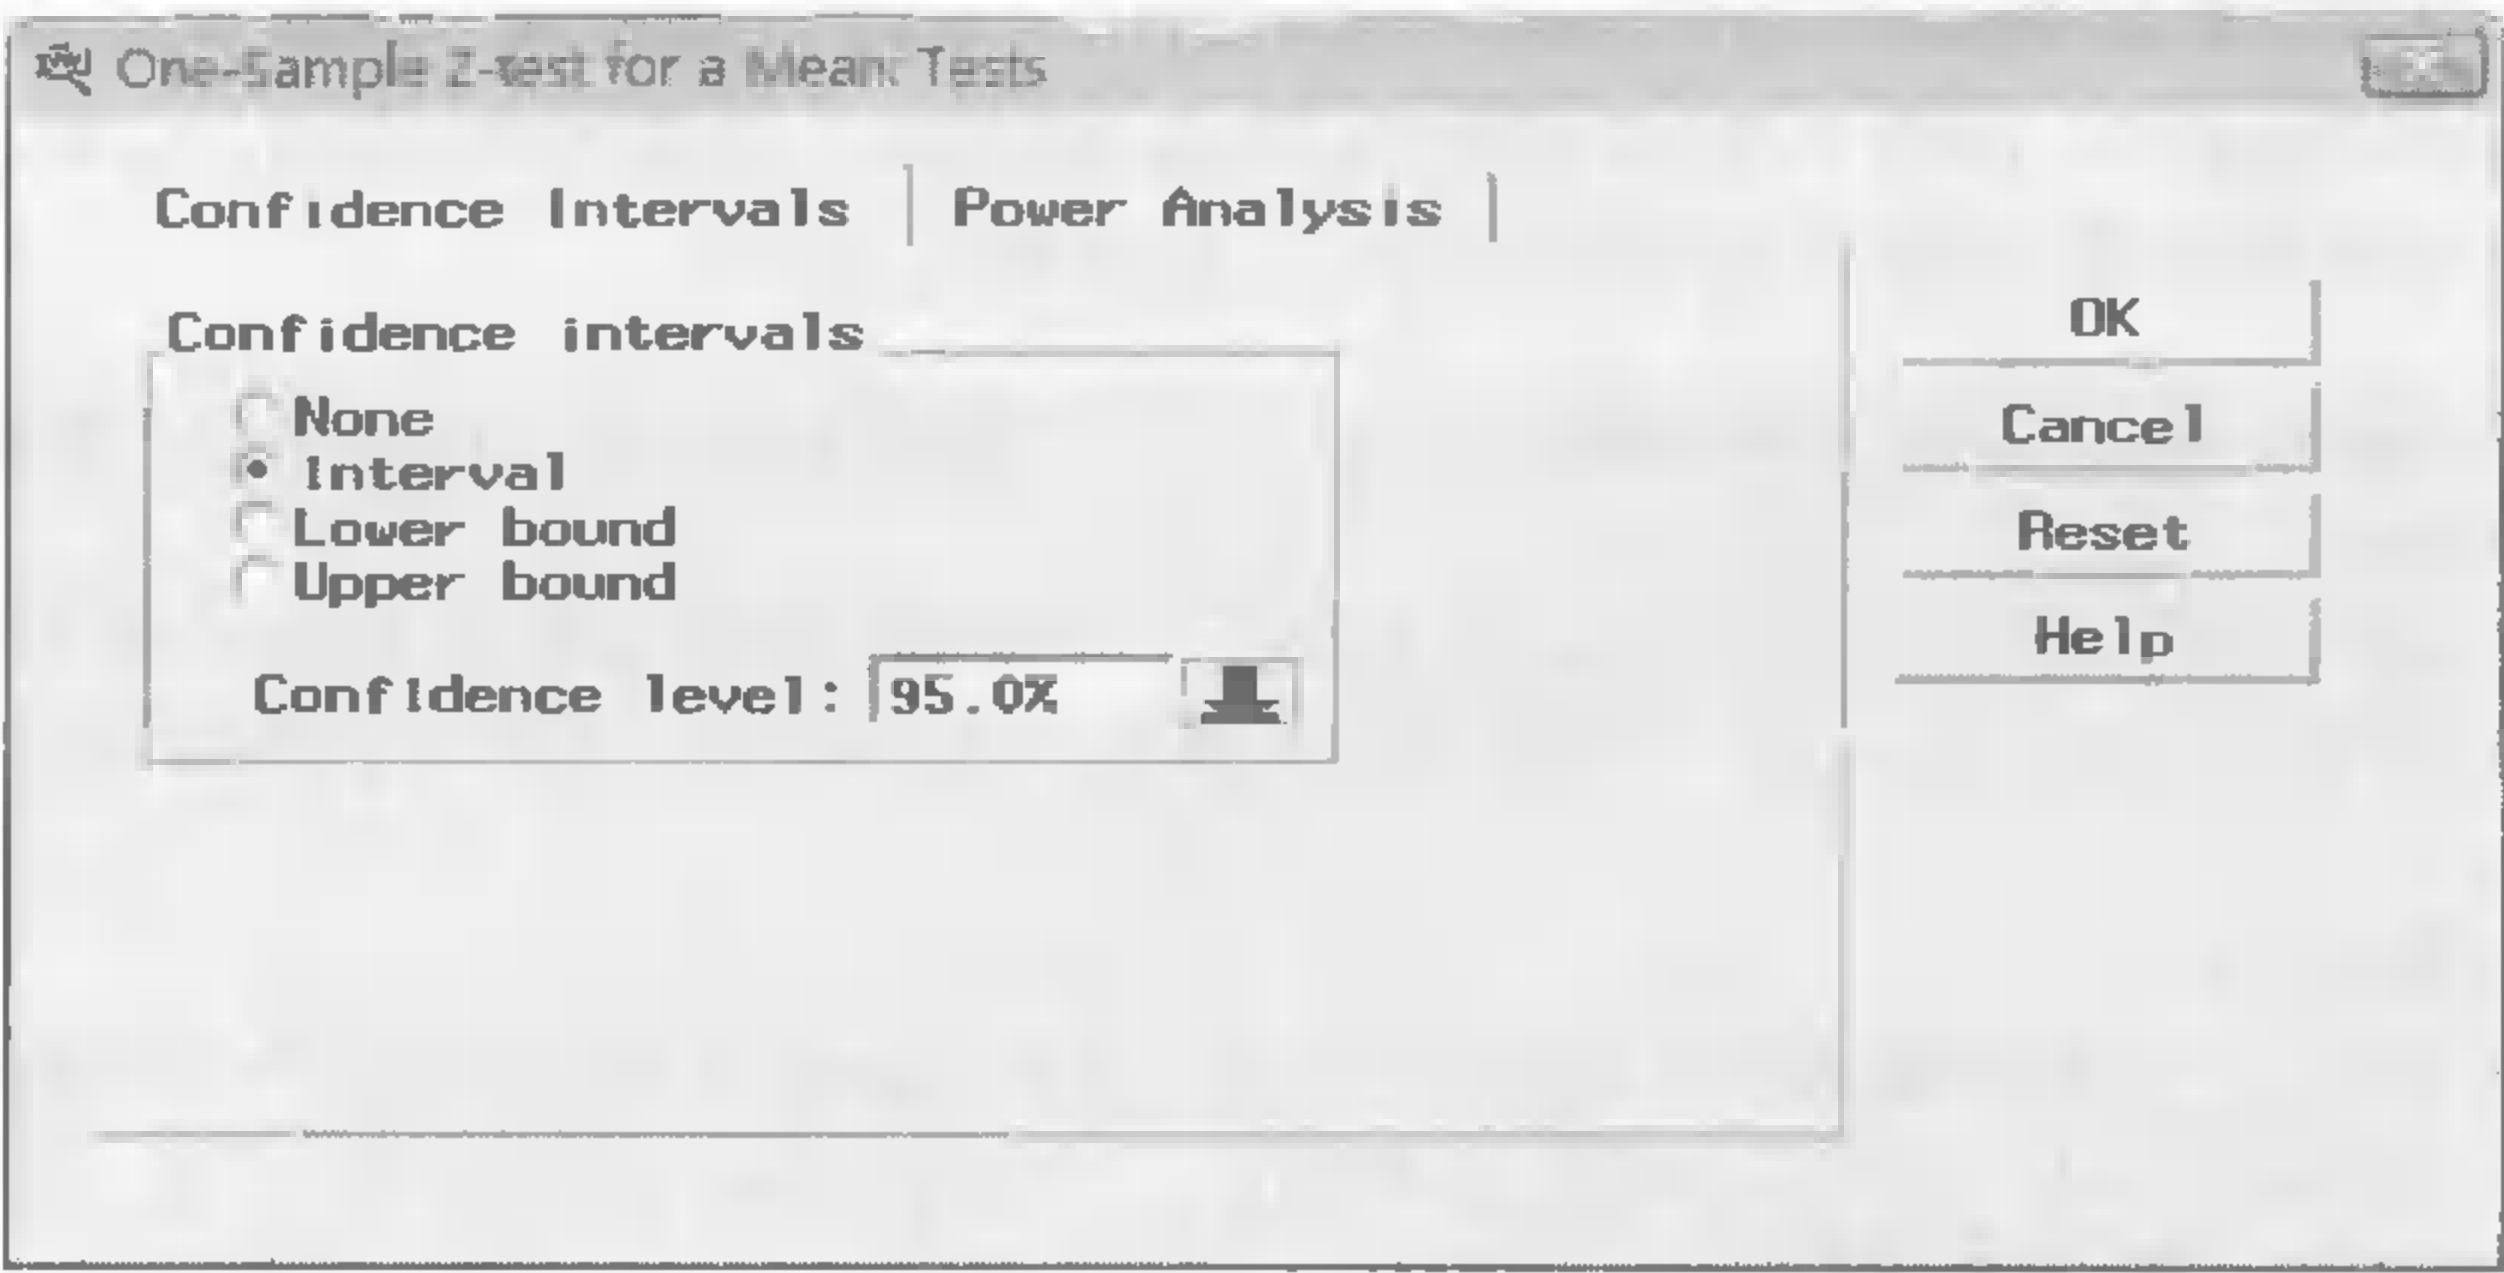 One-Sample Z-test for a Mean: Tests
Confidence Intervals Power Analysis
Confidence intervals
None
Interval
Lower bound
Upper bound
Confidence level: 95.0%
OK
Cancel
Reset
Help